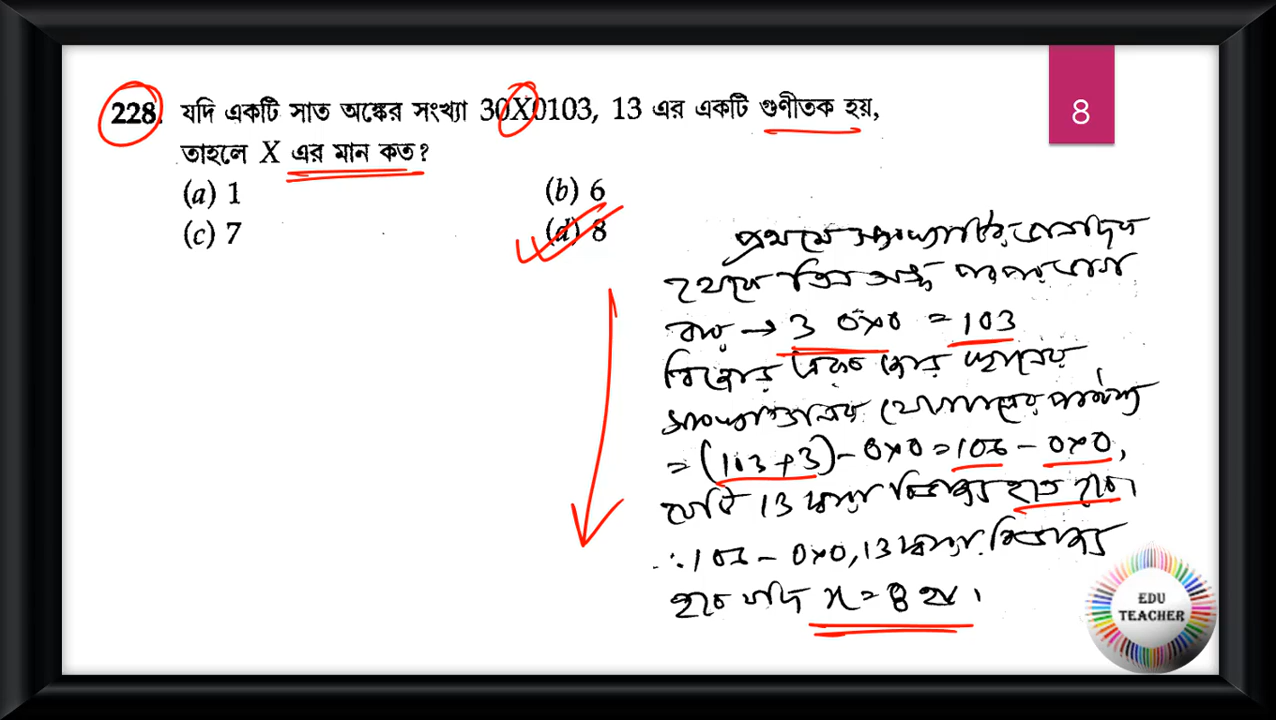 8
228. যদি একটি সাত অঙ্কের সংখ্যা 30X0103, 13 এর একটি গুণীতক হয়,
তাহলে X এর মান কত?
(a) 1 (b) 6
(c) 7 (d) 8
প্রথমে সংখ্যাটির ডানদিক
থেকে তিন অঙ্ক পরপর ভাগ
করে → 3 0x0 = 103
বিজোড় জোড় স্থানের
= (103+3) - 0x0 = 106 - 0x0,
যেটি 13 দ্বারা বিভাজ্য হতে হবে।
∴ 106 - 0x0, 13 দ্বারা বিভাজ্য
হবে যদি x = 8 হয়।
EDU
TEACHER